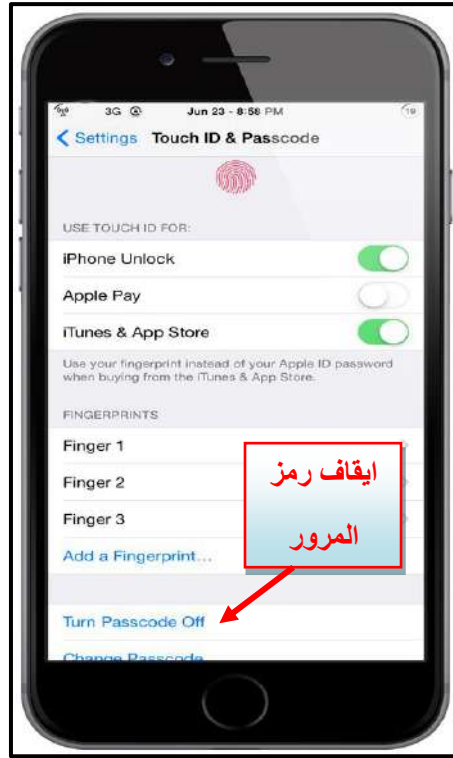 3G Jun 23 - 8:58 PM 19
Settings Touch ID & Passcode
USE TOUCH ID FOR:
iPhone Unlock
Apple Pay
iTunes & App Store
Use your fingerprint instead of your Apple ID password
when buying from the iTunes & App Store.
FINGERPRINTS
Finger 1
Finger 2
Finger 3
Add a Fingerprint...
ايقاف رمز
المرور
Turn Passcode Off
Change Passcode